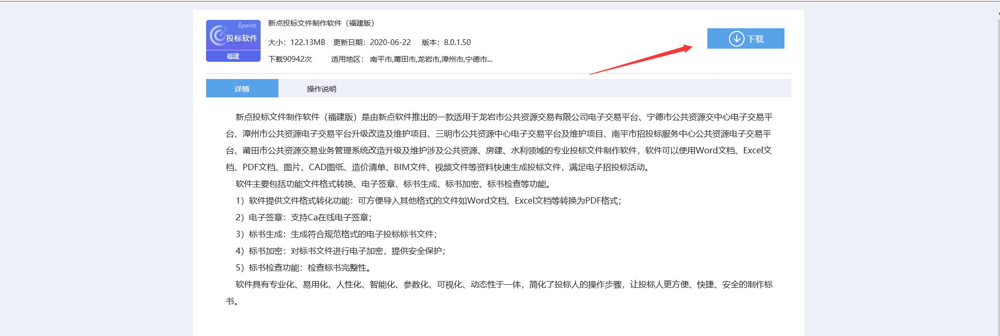 Epoint
投标软件
福建
新点投标文件制作软件（福建版）
大小：122.13MB 更新日期：2020-06-22 版本：8.0.1.50
下载90942次 适用地区： 南平市,莆田市,龙岩市,漳州市,宁德市...
下载
详情 操作说明
新点投标文件制作软件（福建版）是由新点软件推出的一款适用于龙岩市公共资源交易有限公司电子交易平台、宁德市公共资源交中心电子交易平
台、漳州市公共资源电子交易平台升级改造及维护项目、三明市公共资源中心电子交易平台及维护项目、南平市招投标服务中心公共资源电子交易平
台、莆田市公共资源交易业务管理系统改造升级及维护涉及公共资源、房建、水利领域的专业投标文件制作软件，软件可以使用Word文档、Excel文
档、PDF文档、图片、CAD图纸、造价清单、BIM文件、视频文件等资料快速生成投标文件，满足电子招投标活动。
软件主要包括功能文件格式转换、电子签章、标书生成、标书加密、标书检查等功能。
1）软件提供文件格式转化功能：可方便导入其他格式的文件如Word文档、Excel文档等转换为PDF格式；
2）电子签章：支持Ca在线电子签章；
3）标书生成：生成符合规范格式的电子投标标书文件；
4）标书加密：对标书文件进行电子加密，提供安全保护；
5）标书检查功能：检查标书完整性。
软件具有专业化、易用化、人性化、智能化、参数化、可视化、动态性于一体，简化了投标人的操作步骤，让投标人更方便、快捷、安全的制作标
书。